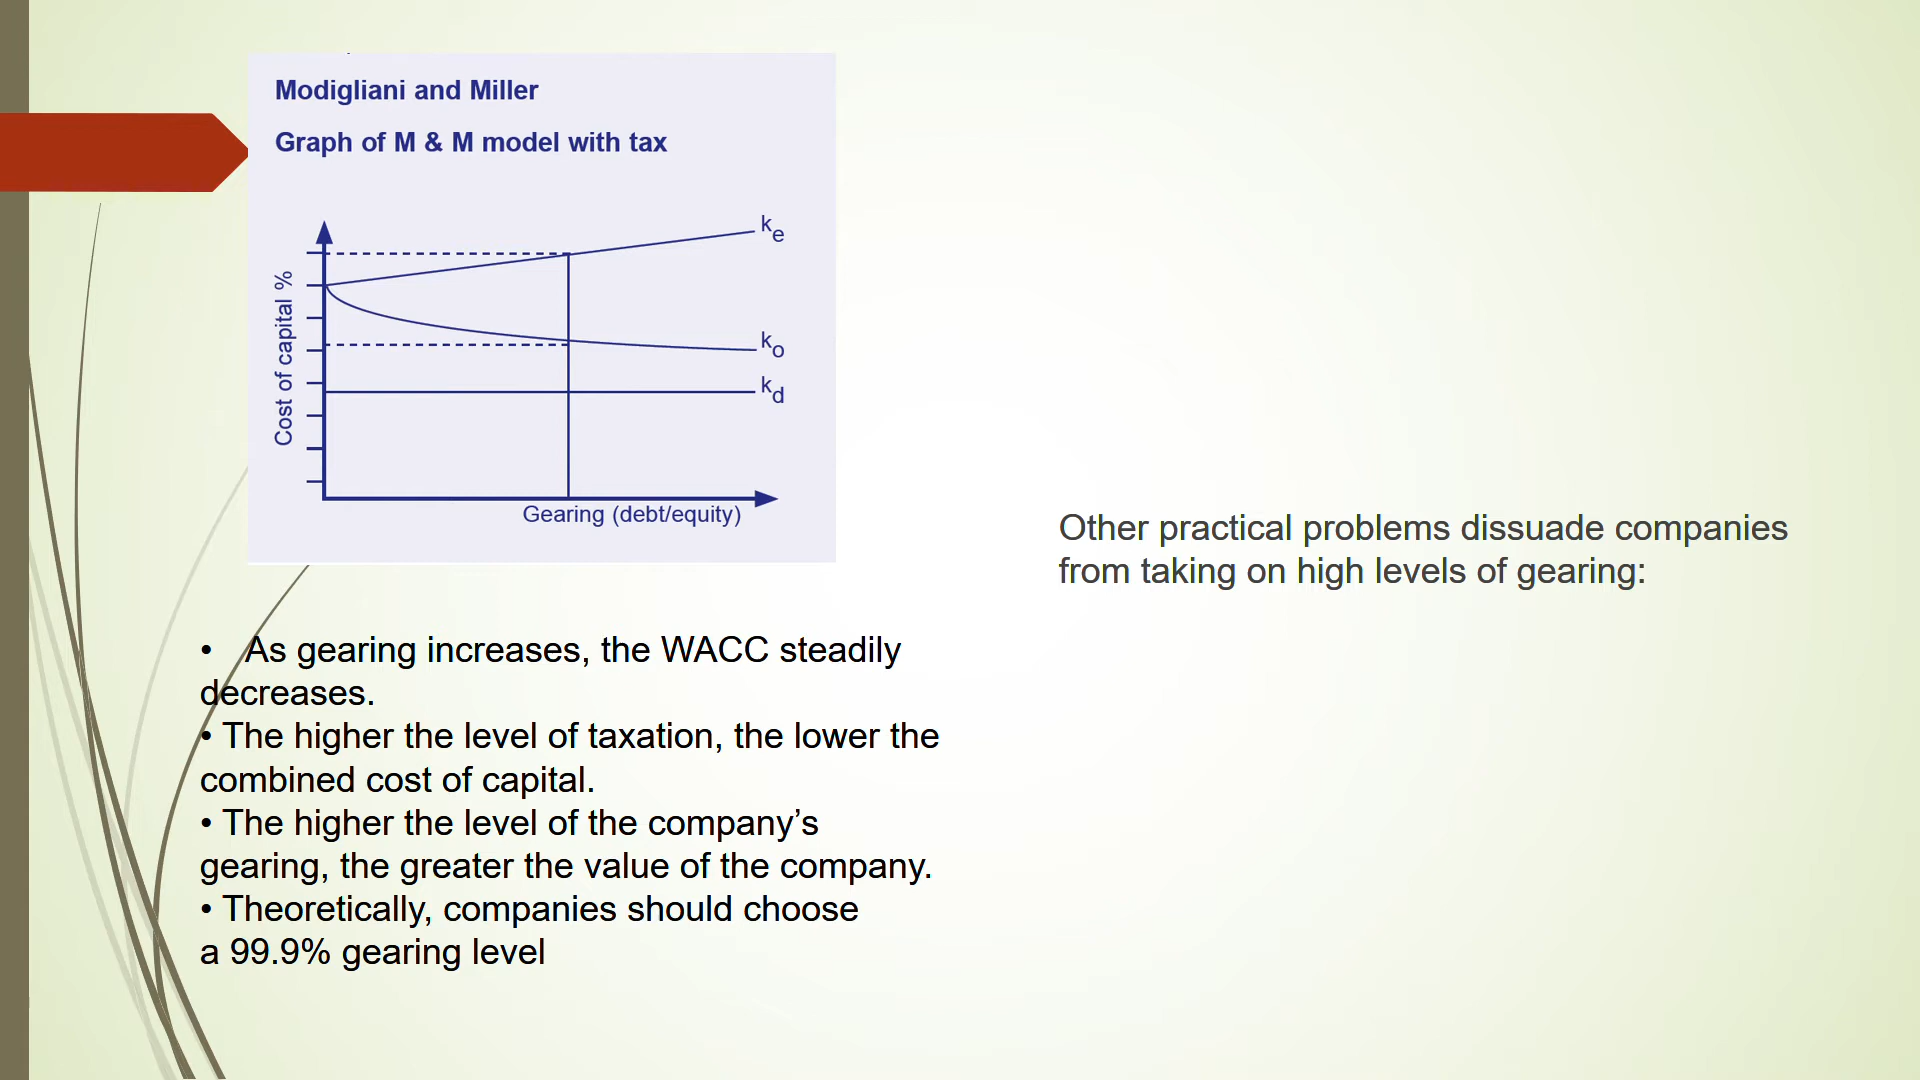 Modigliani and Miller
Graph of M & M model with tax
ke
ko
kd
Cost of capital %
Gearing (debt/equity)
Other practical problems dissuade companies
from taking on high levels of gearing:
• As gearing increases, the WACC steadily
decreases.
• The higher the level of taxation, the lower the
combined cost of capital.
• The higher the level of the company’s
gearing, the greater the value of the company.
• Theoretically, companies should choose
a 99.9% gearing level